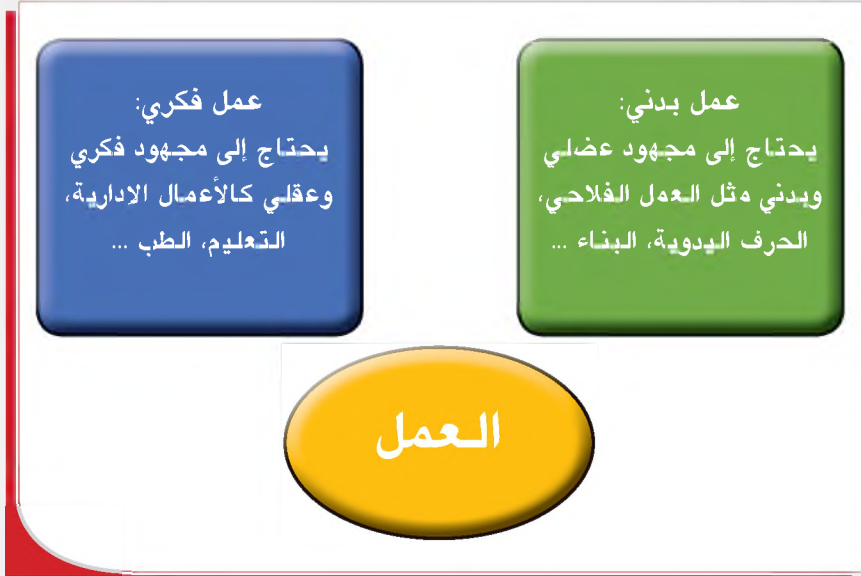 عمل بدني:
يحتاج إلى مجهود عضلي
وبدني مثل العمل الفلاحي،
الحرف اليدوية، البناء ...
عمل فكري:
يحتاج إلى مجهود فكري
وعقلي كالأعمال الادارية،
التعليم، الطب ...
العمل